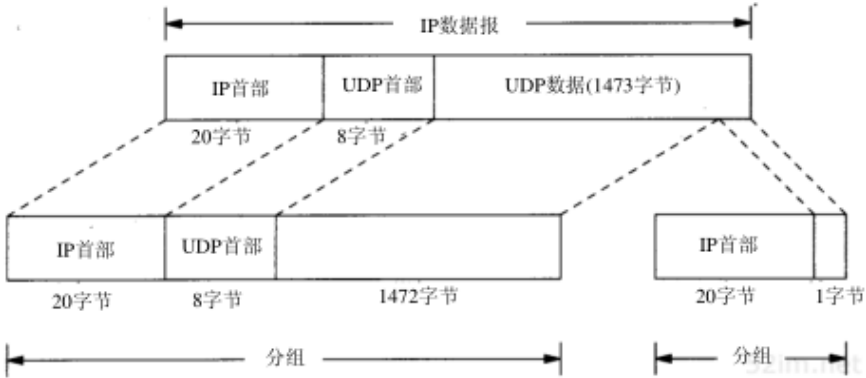 IP数据报
IP首部 UDP首部 UDP数据(1473字节)
20字节 8字节
IP首部 UDP首部 IP首部
20字节 8字节 1472字节 20字节 1字节
分组 分组
52im.net